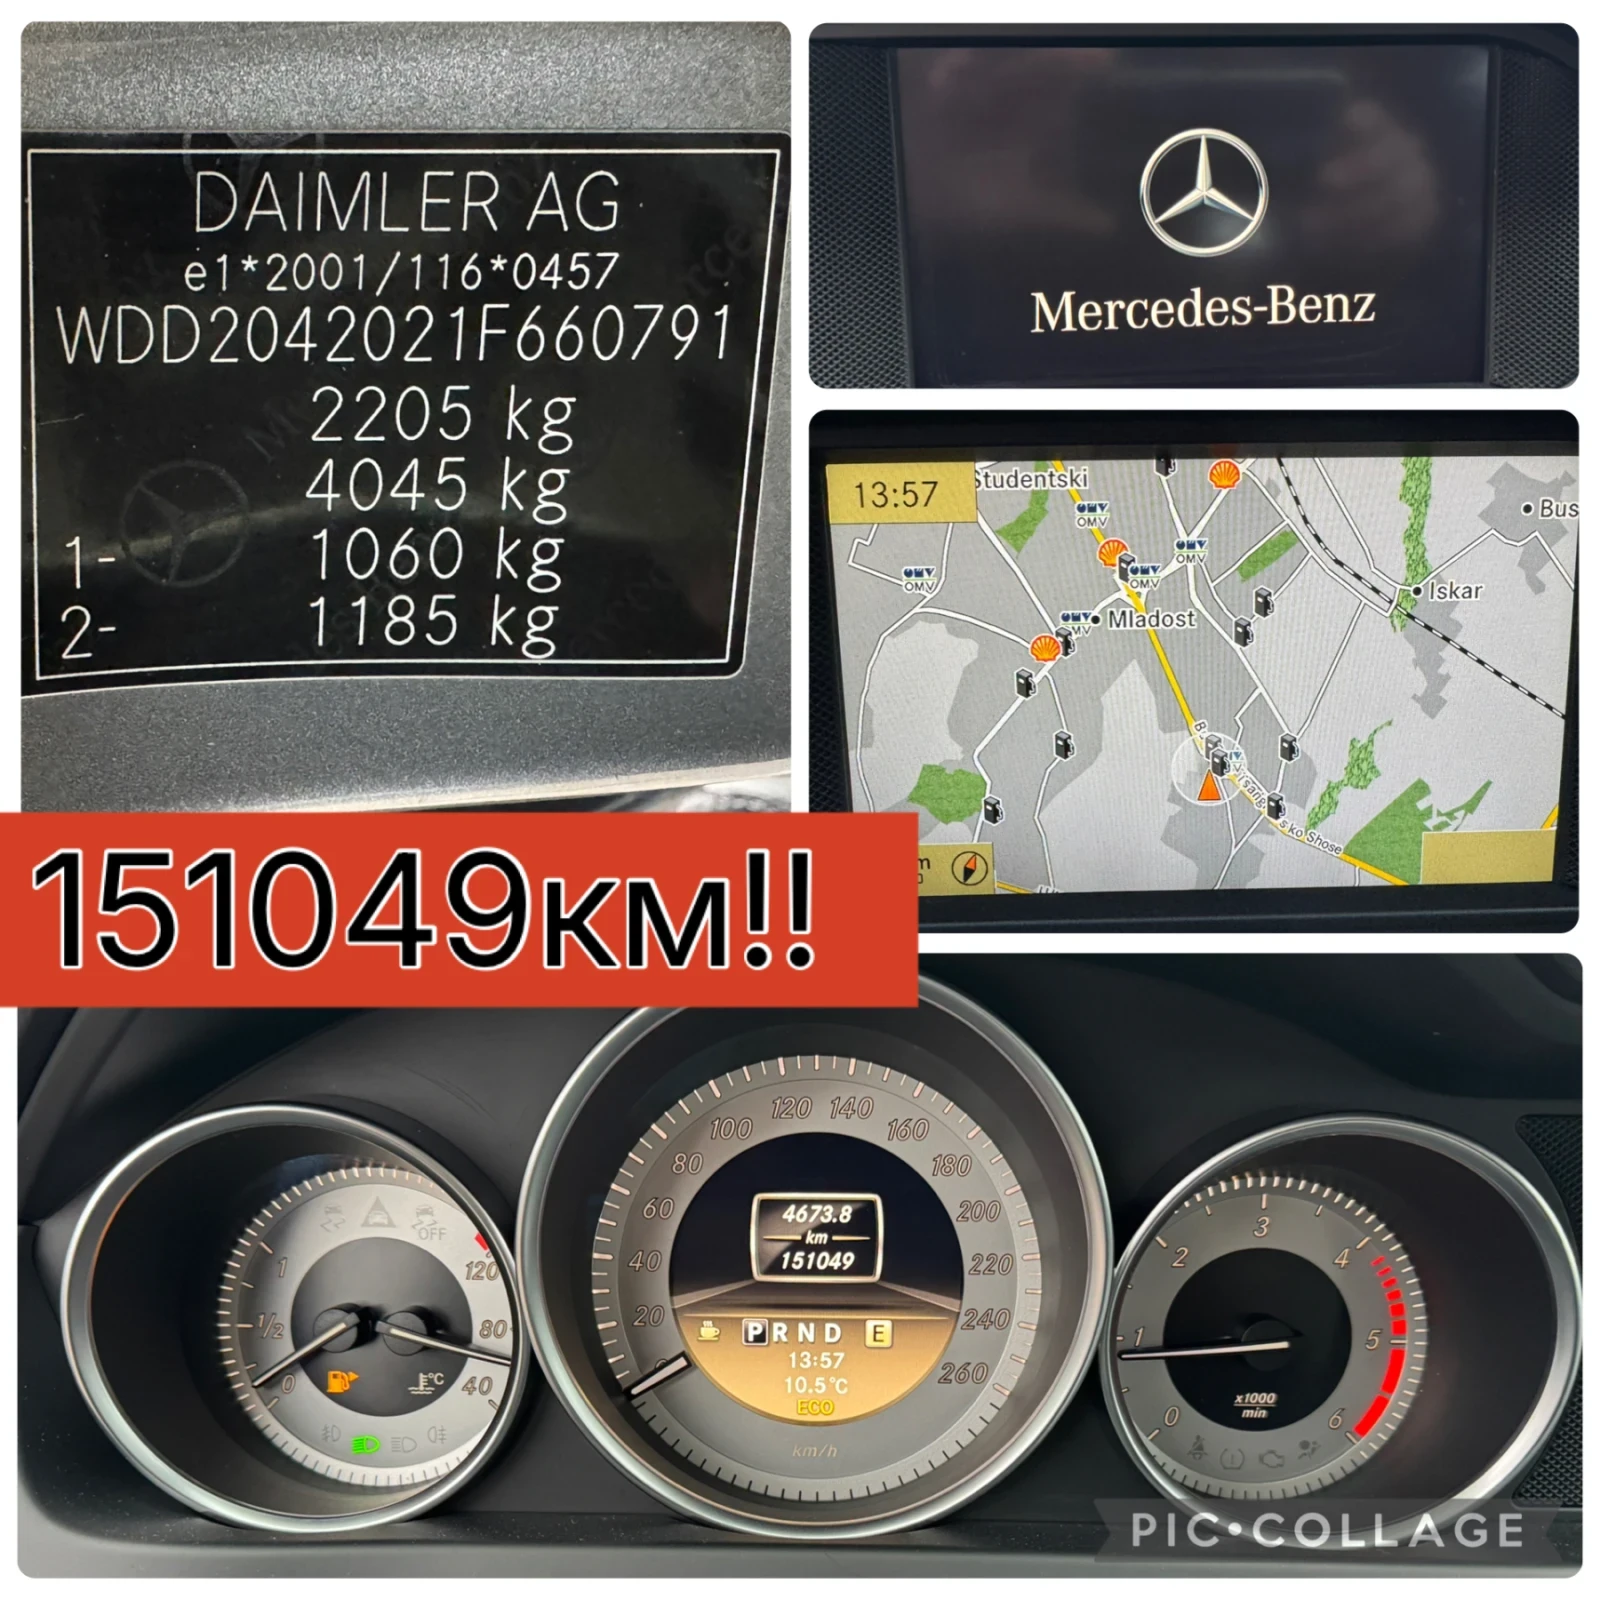 DAIMLER AG
e1*2001/116*0457
WDD2042021F660791
2205 kg
4045 kg
1- 1060 kg
2- 1185 kg
Mercedes-Benz
13:57
Studentski
OMV
OMV
OMV
OMV
Mladost
Iskar
Bus
ko Shose
151049км!!
OFF
1
1/2
0
120
80
40
°C
0
20
40
60
80
100
120
140
160
180
200
220
240
260
4673.8
km
151049
P R N D E
13:57
10.5°C
ECO
km/h
0
1
2
3
4
5
6
x1000
min
PIC•COLLAGE